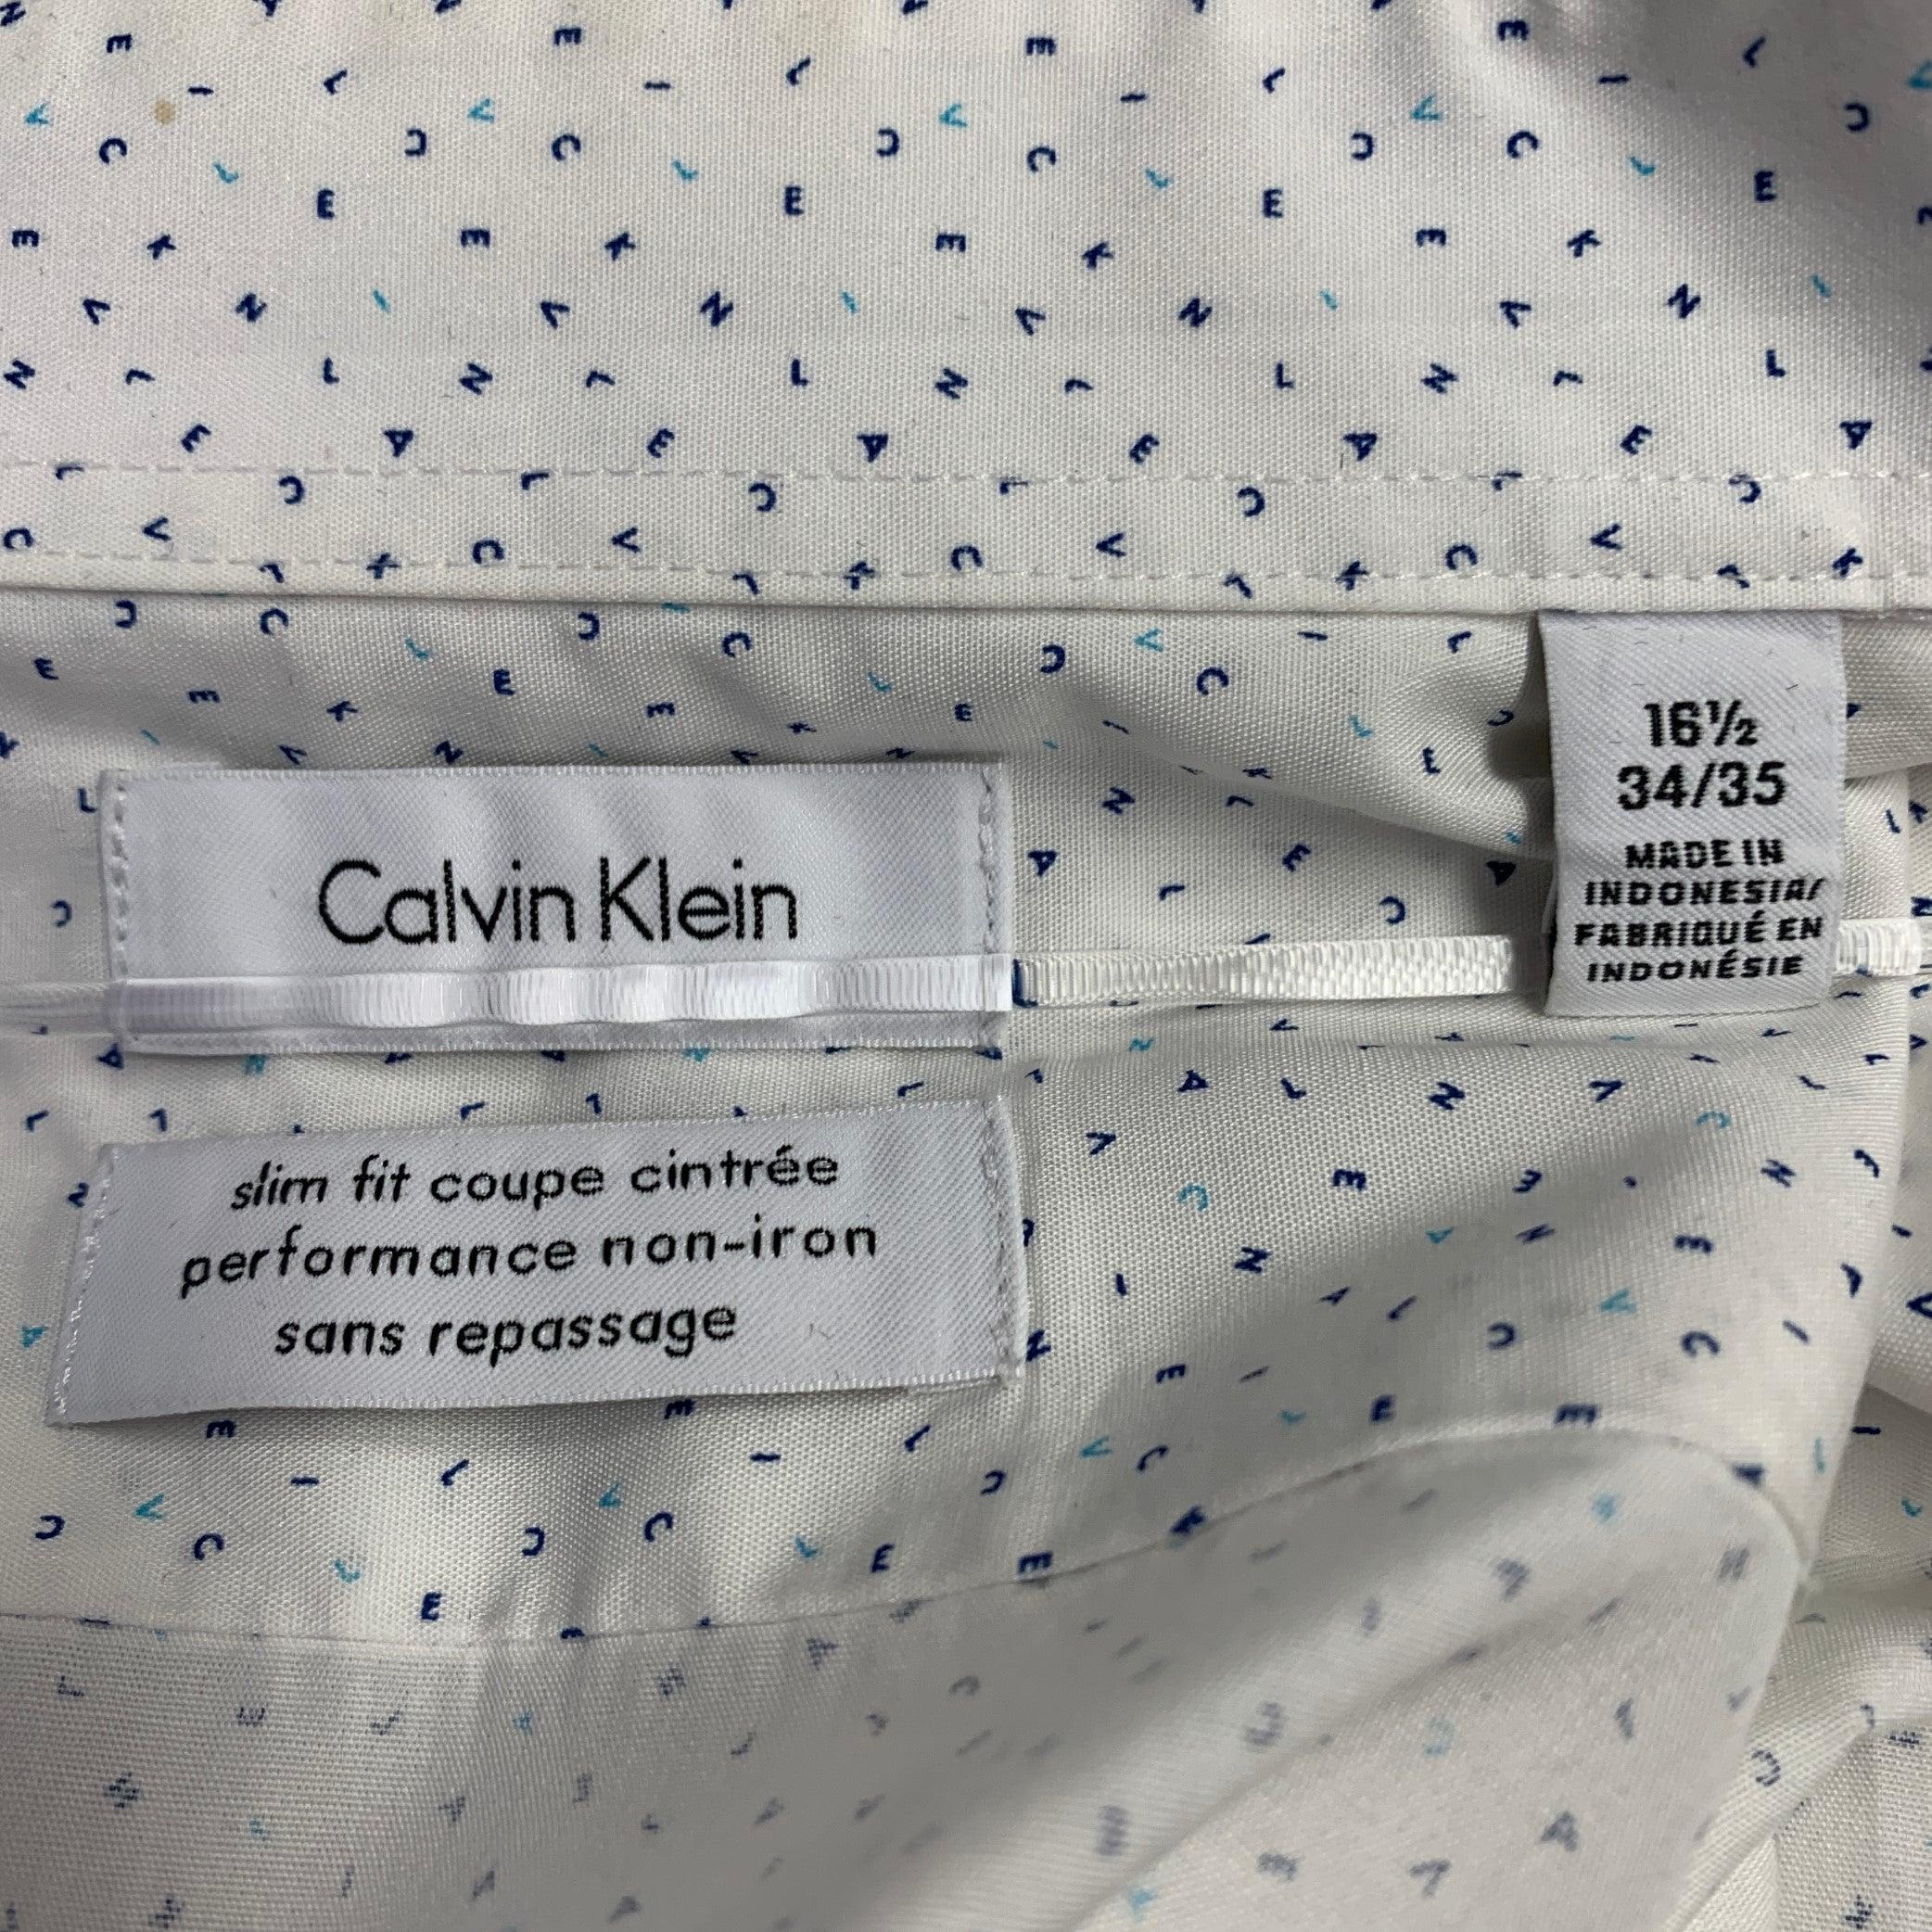 Calvin Klein
slim fit coupe cintrée
performance non-iron
sans repassage
16½
34/35
MADE IN
INDONESIA/
FABRIQUÉ EN
INDONÉSIE